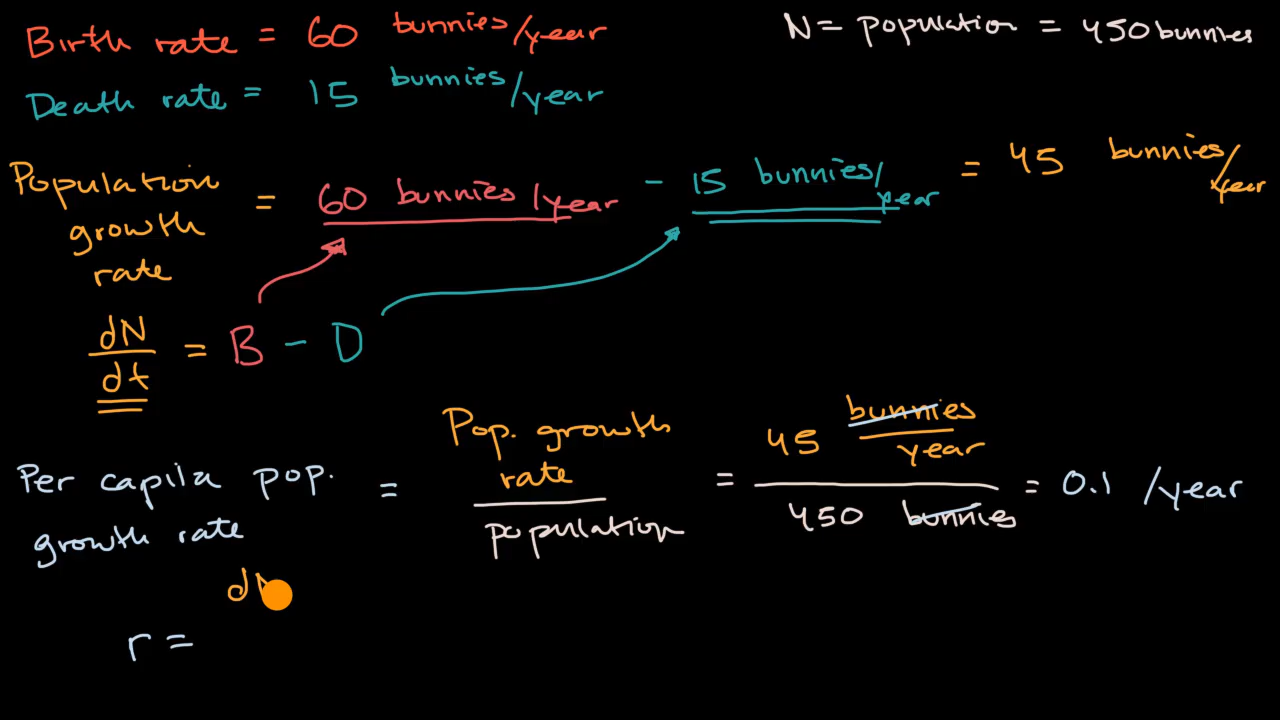 Birth rate = 60 bunnies/year
N = population = 450 bunnies
Death rate = 15 bunnies/year
Population growth rate = 60 bunnies/year - 15 bunnies/year = 45 bunnies/year
dN/dt = B - D
Per capita pop. growth rate = Pop. growth rate/population = 45 bunnies/year/450 bunnies = 0.1 /year
r = d